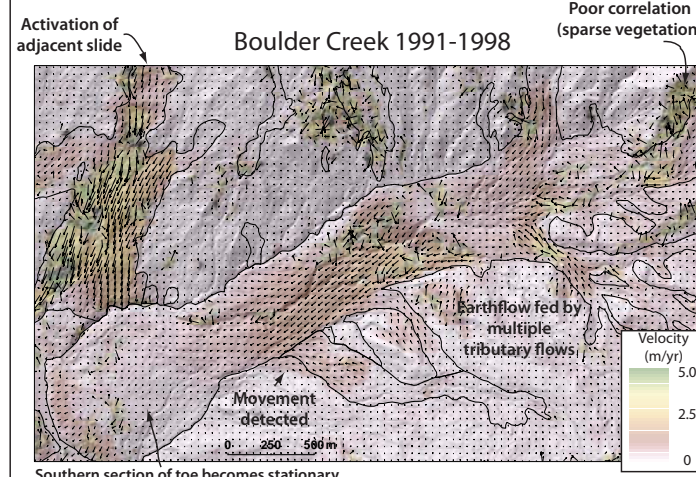 Activation of
adjacent slide
Boulder Creek 1991-1998
Poor correlation
(sparse vegetation
Earthflow fed by
multiple
tributary flows
Movement
detected
0 250 500 m
Southern section of toe becomes stationary
Velocity
(m/yr)
5.0
2.5
0